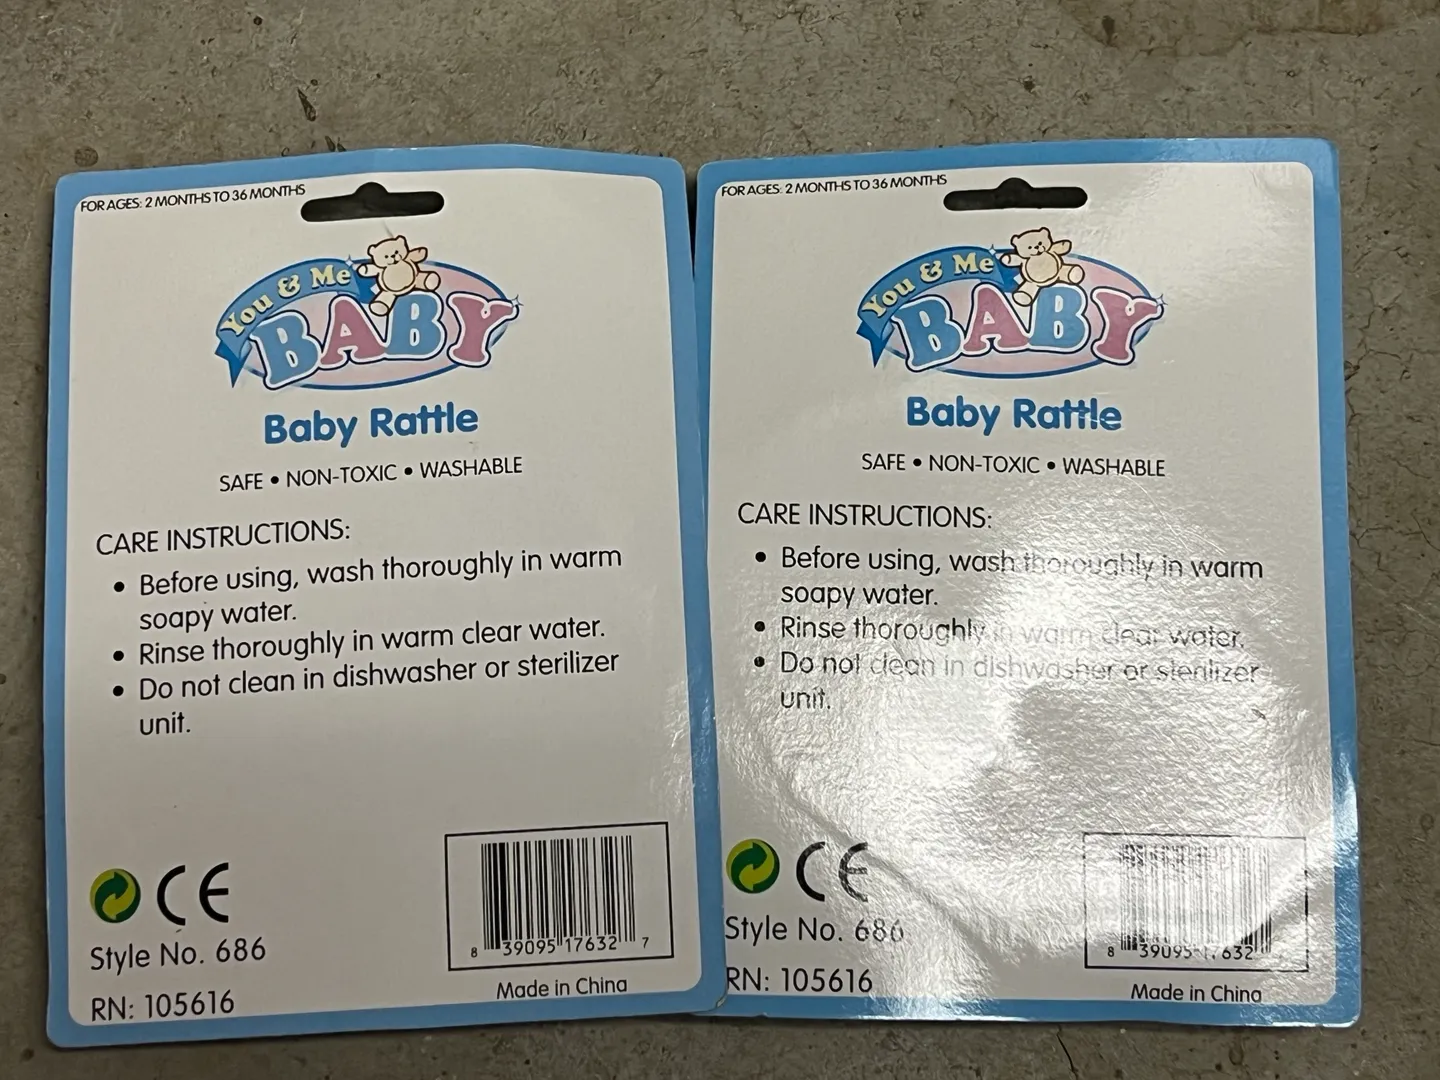 FOR AGES: 2 MONTHS TO 36 MONTHS
You & Me
BABY
Baby Rattle
SAFE • NON-TOXIC • WASHABLE
CARE INSTRUCTIONS:
• Before using, wash thoroughly in warm
soapy water.
• Rinse thoroughly in warm clear water.
• Do not clean in dishwasher or sterilizer
unit.
CE
Style No. 686
RN: 105616
8 39095 17632 7
Made in China
FOR AGES: 2 MONTHS TO 36 MONTHS
You & Me
BABY
Baby Rattle
SAFE • NON-TOXIC • WASHABLE
CARE INSTRUCTIONS:
• Before using, wash thoroughly in warm
soapy water.
• Rinse thoroughly in warm clear water.
• Do not clean in dishwasher or sterilizer
unit.
CE
Style No. 686
RN: 105616
8 39095 17632
Made in China